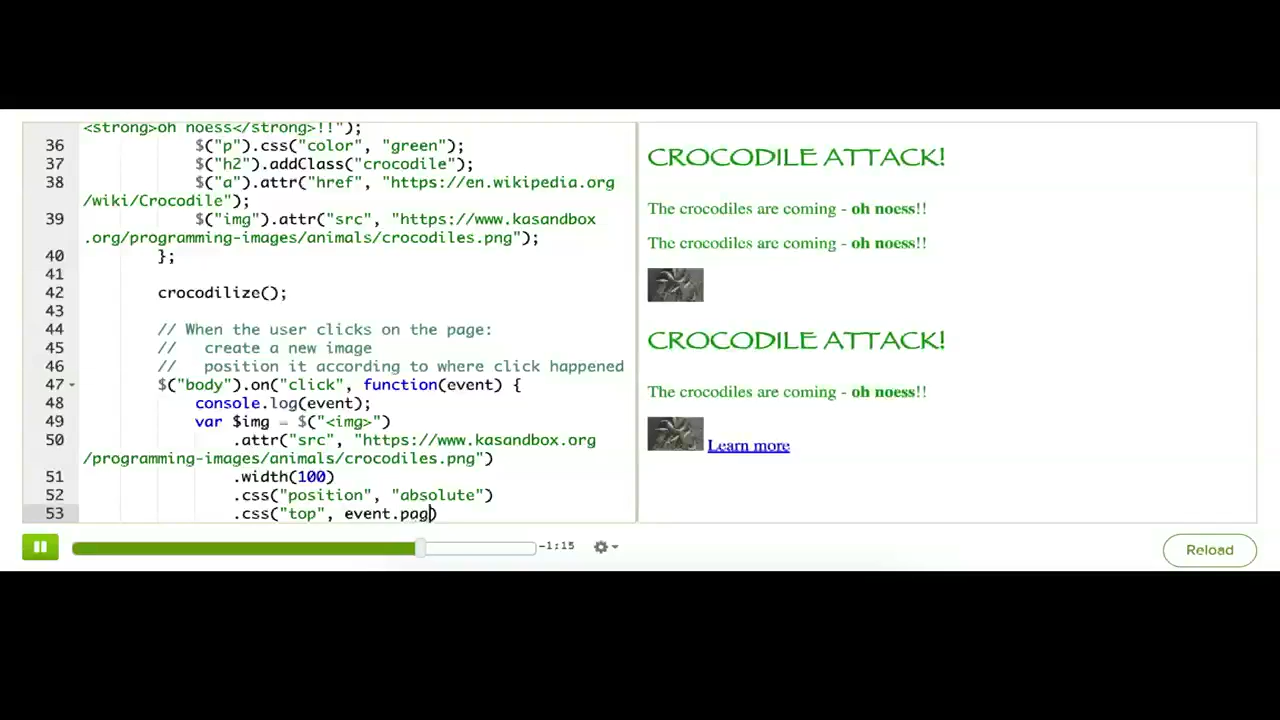 <strong>oh noess</strong>!!");
36 $("p").css("color", "green");
37 $("h2").addClass("crocodile");
38 $("a").attr("href", "https://en.wikipedia.org
/wiki/Crocodile");
39 $("img").attr("src", "https://www.kasandbox
.org/programming-images/animals/crocodiles.png");
40 };
41
42 crocodilize();
43
44 // When the user clicks on the page:
45 // create a new image
46 // position it according to where click happened
47 $("body").on("click", function(event) {
48 console.log(event);
49 var $img = $("<img>")
50 .attr("src", "https://www.kasandbox.org
/programming-images/animals/crocodiles.png")
51 .width(100)
52 .css("position", "absolute")
53 .css("top", event.pag)
CROCODILE ATTACK!
The crocodiles are coming - oh noess!!
The crocodiles are coming - oh noess!!
CROCODILE ATTACK!
The crocodiles are coming - oh noess!!
Learn more
-1:15
Reload